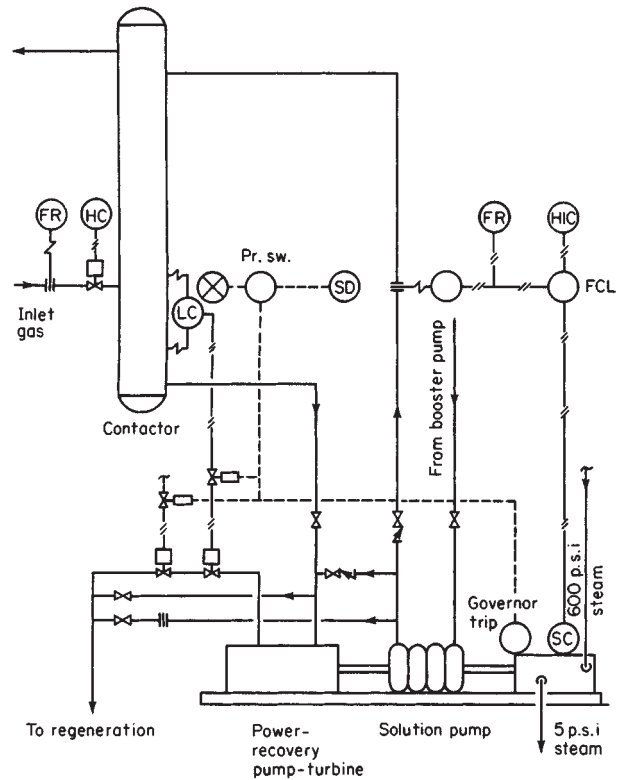 FR
HC
Pr. sw.
FR
HIC
SD
FCL
Inlet
gas
LC
From booster pump
Contactor
600 p.s.i
steam
Governor
trip
SC
To regeneration
Power-
recovery
pump-turbine
Solution pump
5 p.s.i
steam